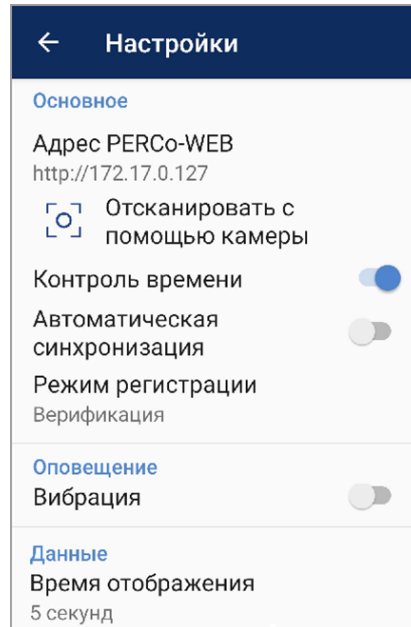 Настройки
Основное
Адрес PERCo-WEB
http://172.17.0.127
Отсканировать с
помощью камеры
Контроль времени
Автоматическая
синхронизация
Режим регистрации
Верификация
Оповещение
Вибрация
Данные
Время отображения
5 секунд